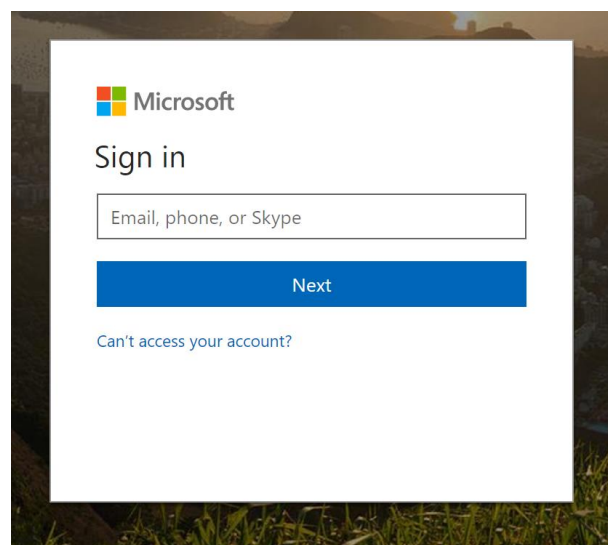 Microsoft
Sign in
Email, phone, or Skype
Next
Can't access your account?